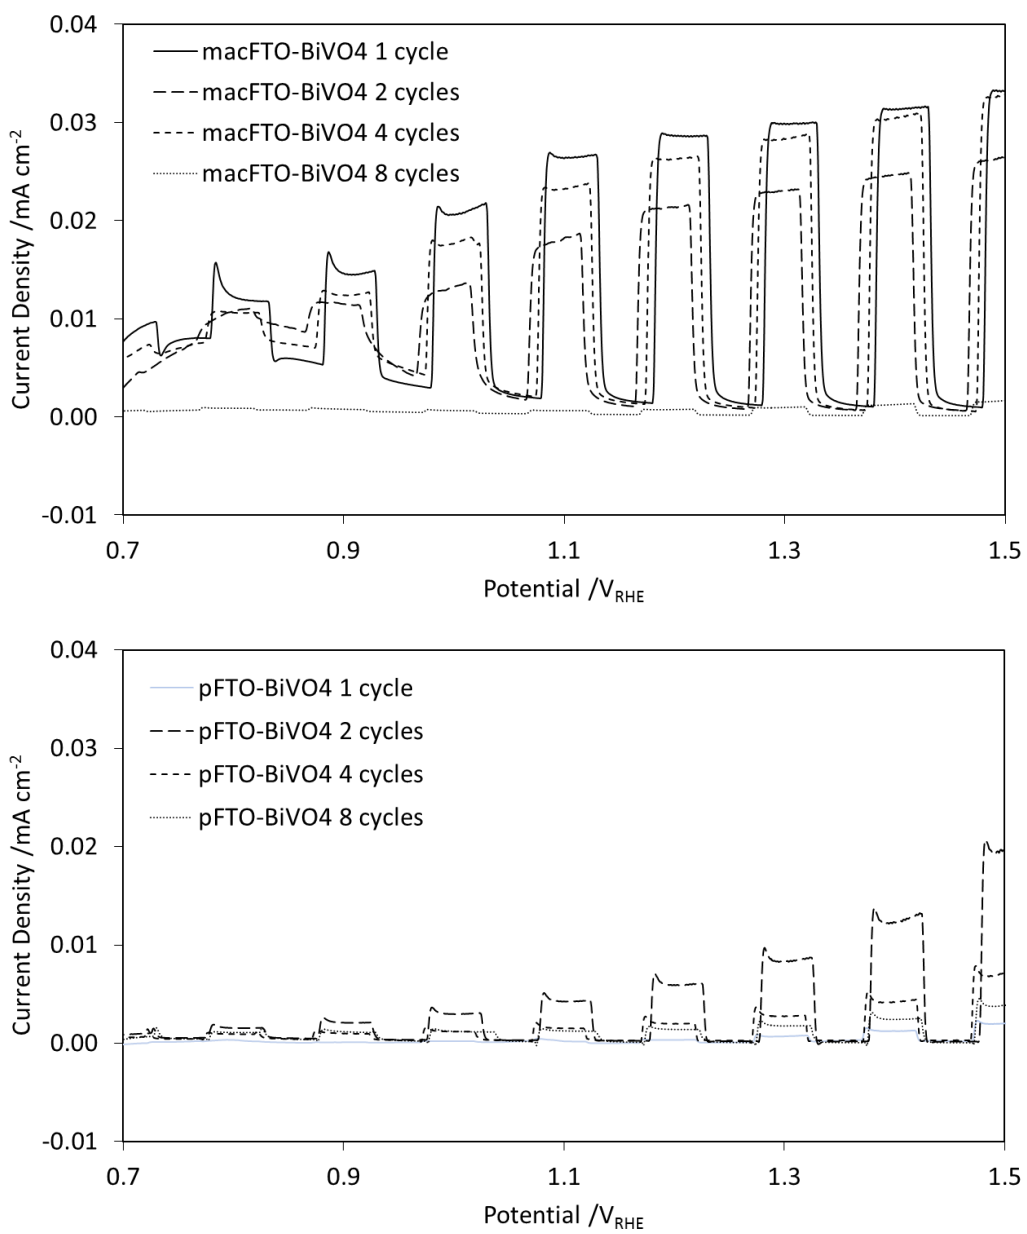 0.04
macFTO-BiVO4 1 cycle
macFTO-BiVO4 2 cycles
macFTO-BiVO4 4 cycles
macFTO-BiVO4 8 cycles
0.03
0.02
0.01
0.00
-0.01
Current Density /mA cm-2
0.7 0.9 1.1 1.3 1.5
Potential /VRHE
0.04
pFTO-BiVO4 1 cycle
pFTO-BiVO4 2 cycles
pFTO-BiVO4 4 cycles
pFTO-BiVO4 8 cycles
0.03
0.02
0.01
0.00
-0.01
Current Density /mA cm-2
0.7 0.9 1.1 1.3 1.5
Potential /VRHE